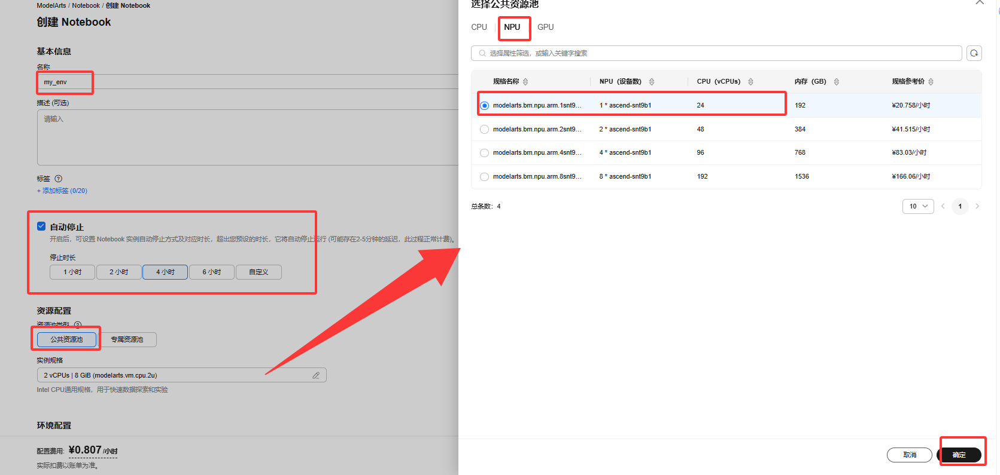 ModelArts / Notebook / 创建 Notebook
创建 Notebook
基本信息
名称
my_env
描述 (可选)
请输入
标签
+ 添加标签 (0/20)
自动停止
开启后，可设置 Notebook 实例自动停止方式及对应时长，超出您预设的时长，它将自动停止运行 (可能存在2-5分钟的延迟，此过程正常计费)。
停止时长
1 小时 2 小时 4 小时 6 小时 自定义
资源配置
资源池类型
公共资源池 专属资源池
实例规格
2 vCPUs | 8 GiB (modelarts.vm.cpu.2u)
Intel CPU通用规格，用于快速数据探索和实验
环境配置
配置费用: ¥0.807 /小时
实际扣费以账单为准。
选择公共资源池
CPU NPU GPU
选择属性筛选，或输入关键字搜索
规格名称 NPU（设备数） CPU（vCPUs） 内存（GB） 规格参考价
modelarts.bm.npu.arm.1snt9... 1 * ascend-snt9b1 24 192 ¥20.758/小时
modelarts.bm.npu.arm.2snt9... 2 * ascend-snt9b1 48 384 ¥41.515/小时
modelarts.bm.npu.arm.4snt9... 4 * ascend-snt9b1 96 768 ¥83.03/小时
modelarts.bm.npu.arm.8snt9... 8 * ascend-snt9b1 192 1536 ¥166.06/小时
总条数：4
10 1
取消 确定